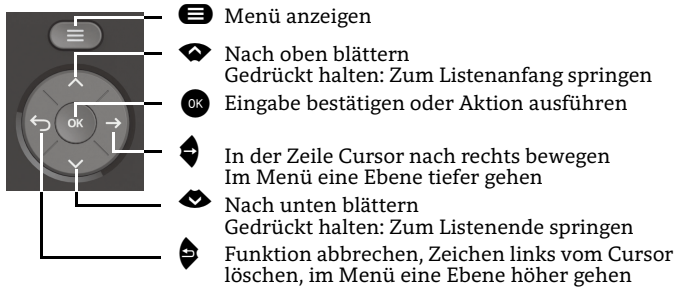 Menü anzeigen
Nach oben blättern
Gedrückt halten: Zum Listenanfang springen
OK Eingabe bestätigen oder Aktion ausführen
OK
In der Zeile Cursor nach rechts bewegen
Im Menü eine Ebene tiefer gehen
Nach unten blättern
Gedrückt halten: Zum Listenende springen
Funktion abbrechen, Zeichen links vom Cursor
löschen, im Menü eine Ebene höher gehen